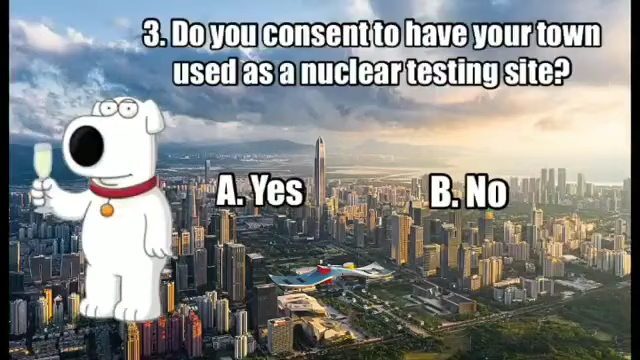 3. Do you consent to have your town
used as a nuclear testing site?
A. Yes
B. No